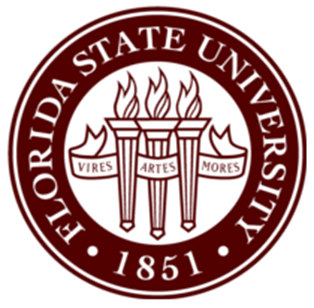 FLORIDA STATE UNIVERSITY
VIRES ARTES MORES
1851